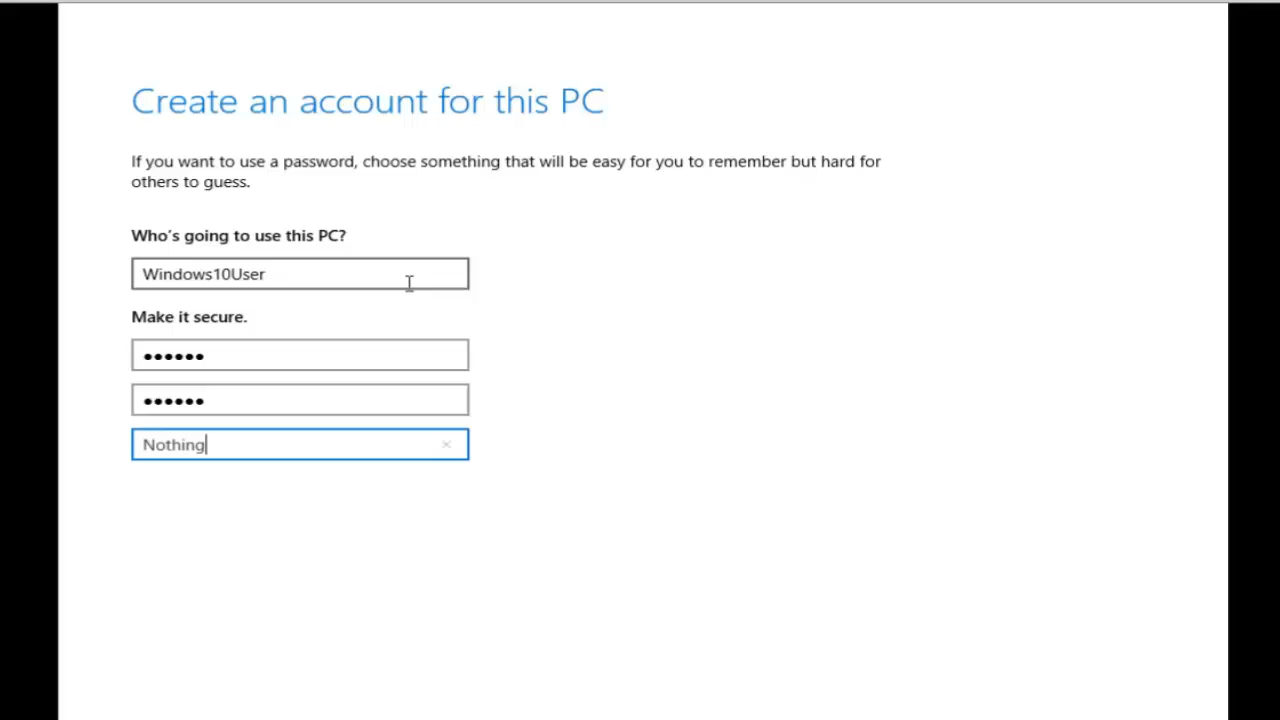 Create an account for this PC
If you want to use a password, choose something that will be easy for you to remember but hard for
others to guess.
Who's going to use this PC?
Windows10User
Make it secure.
••••••
••••••
Nothing